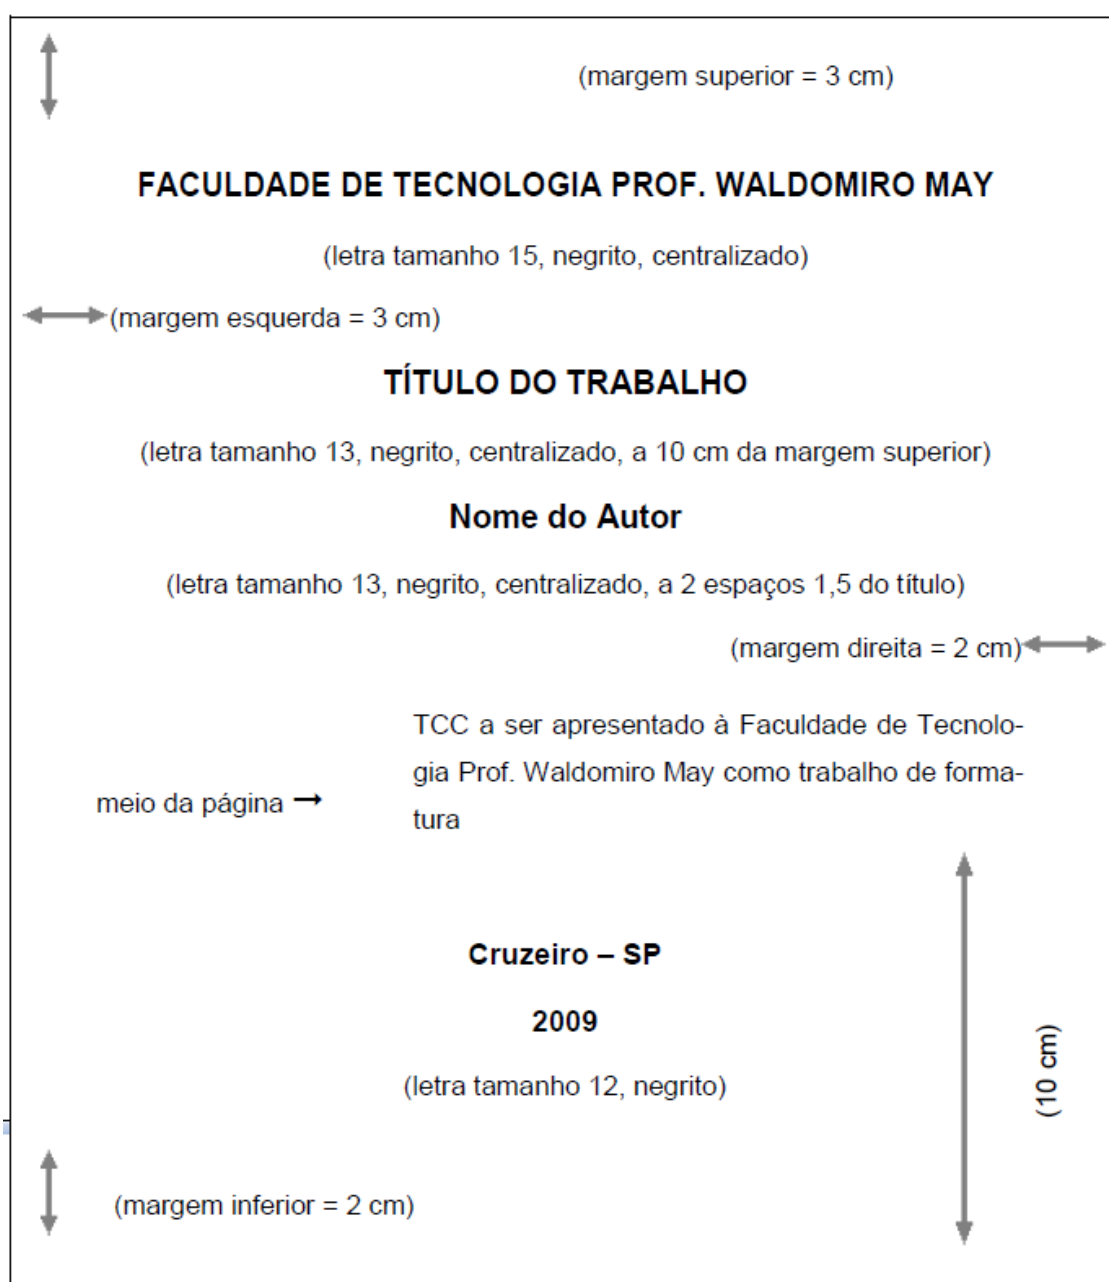 (margem superior = 3 cm)
FACULDADE DE TECNOLOGIA PROF. WALDOMIRO MAY
(letra tamanho 15, negrito, centralizado)
(margem esquerda = 3 cm)
TÍTULO DO TRABALHO
(letra tamanho 13, negrito, centralizado, a 10 cm da margem superior)
Nome do Autor
(letra tamanho 13, negrito, centralizado, a 2 espaços 1,5 do título)
(margem direita = 2 cm)
TCC a ser apresentado à Faculdade de Tecnolo-
gia Prof. Waldomiro May como trabalho de forma-
tura
meio da página →
Cruzeiro – SP
2009
(letra tamanho 12, negrito)
(10 cm)
(margem inferior = 2 cm)